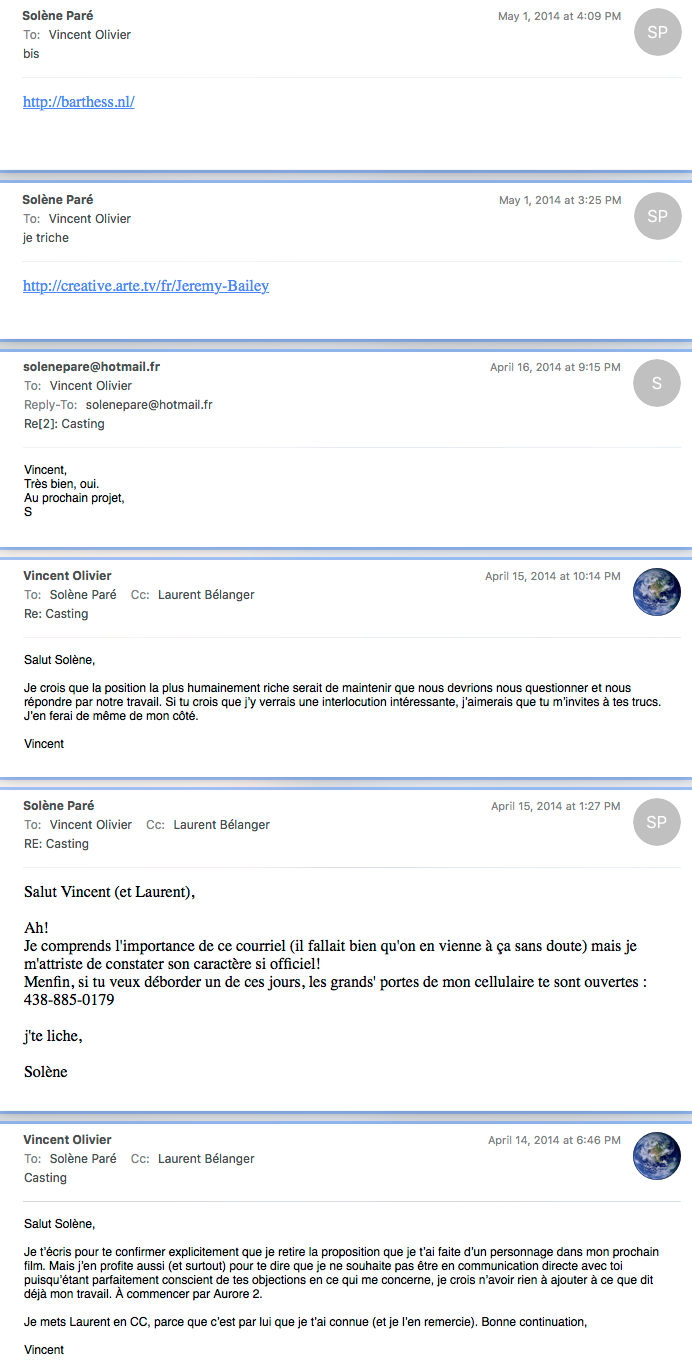 Solène Paré May 1, 2014 at 4:09 PM SP
To: Vincent Olivier
bis
http://barthess.nl/
Solène Paré May 1, 2014 at 3:25 PM SP
To: Vincent Olivier
je triche
http://creative.arte.tv/fr/Jeremy-Bailey
solenepare@hotmail.fr April 16, 2014 at 9:15 PM S
To: Vincent Olivier
Reply-To: solenepare@hotmail.fr
Re[2]: Casting
Vincent,
Très bien, oui.
Au prochain projet,
S
Vincent Olivier April 15, 2014 at 10:14 PM
To: Solène Paré Cc: Laurent Bélanger
Re: Casting
Salut Solène,
Je crois que la position la plus humainement riche serait de maintenir que nous devrions nous questionner et nous
répondre par notre travail. Si tu crois que j'y verrais une interlocution intéressante, j'aimerais que tu m'invites à tes trucs.
J'en ferai de même de mon côté.
Vincent
Solène Paré April 15, 2014 at 1:27 PM SP
To: Vincent Olivier Cc: Laurent Bélanger
RE: Casting
Salut Vincent (et Laurent),
Ah!
Je comprends l'importance de ce courriel (il fallait bien qu'on en vienne à ça sans doute) mais je
m'attriste de constater son caractère si officiel!
Menfin, si tu veux déborder un de ces jours, les grands' portes de mon cellulaire te sont ouvertes :
438-885-0179
j'te liche,
Solène
Vincent Olivier April 14, 2014 at 6:46 PM
To: Solène Paré Cc: Laurent Bélanger
Casting
Salut Solène,
Je t'écris pour te confirmer explicitement que je retire la proposition que je t'ai faite d'un personnage dans mon prochain
film. Mais j'en profite aussi (et surtout) pour te dire que je ne souhaite pas être en communication directe avec toi
puisqu'étant parfaitement conscient de tes objections en ce qui me concerne, je crois n'avoir rien à ajouter à ce que dit
déjà mon travail. À commencer par Aurore 2.
Je mets Laurent en CC, parce que c'est par lui que je t'ai connue (et je l'en remercie). Bonne continuation,
Vincent